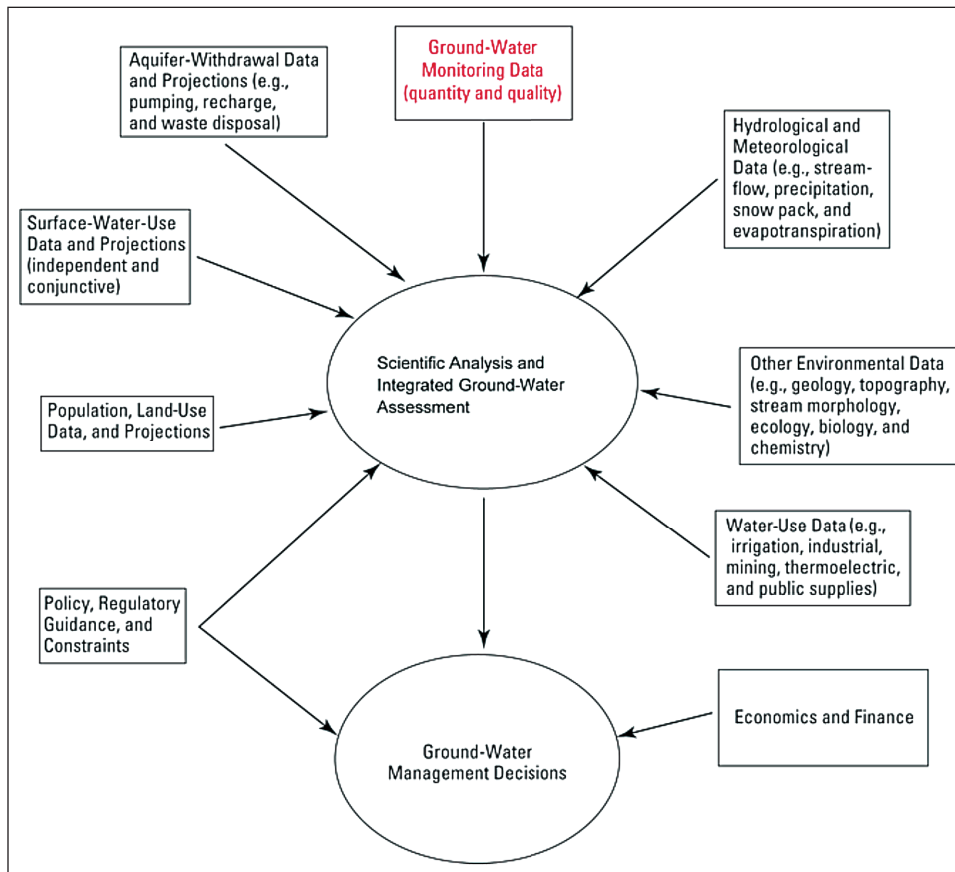 Aquifer-Withdrawal Data
and Projections (e.g.,
pumping, recharge,
and waste disposal)
Ground-Water
Monitoring Data
(quantity and quality)
Hydrological and
Meteorological
Data (e.g., stream-
flow, precipitation,
snow pack, and
evapotranspiration)
Surface-Water-Use
Data and Projections
(independent and
conjunctive)
Scientific Analysis and
Integrated Ground-Water
Assessment
Other Environmental Data
(e.g., geology, topography,
stream morphology,
ecology, biology, and
chemistry)
Population, Land-Use
Data, and Projections
Water-Use Data (e.g.,
irrigation, industrial,
mining, thermoelectric,
and public supplies)
Policy, Regulatory
Guidance, and
Constraints
Economics and Finance
Ground-Water
Management Decisions